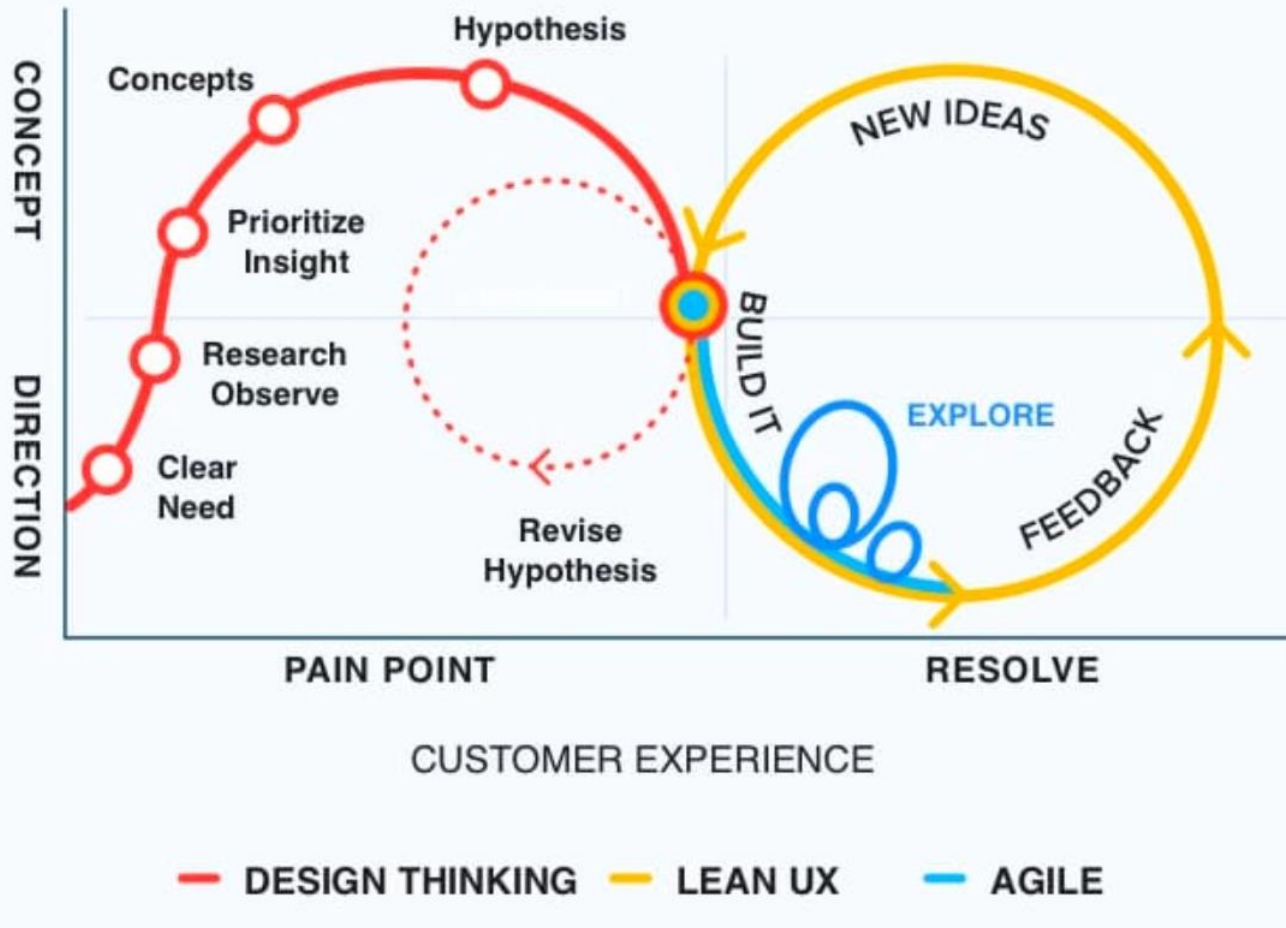 Hypothesis
Concepts
CONCEPT
NEW IDEAS
Prioritize
Insight
BUILD IT
Research
Observe
DIRECTION
EXPLORE
FEEDBACK
Clear
Need
Revise
Hypothesis
PAIN POINT
RESOLVE
CUSTOMER EXPERIENCE
DESIGN THINKING
LEAN UX
AGILE